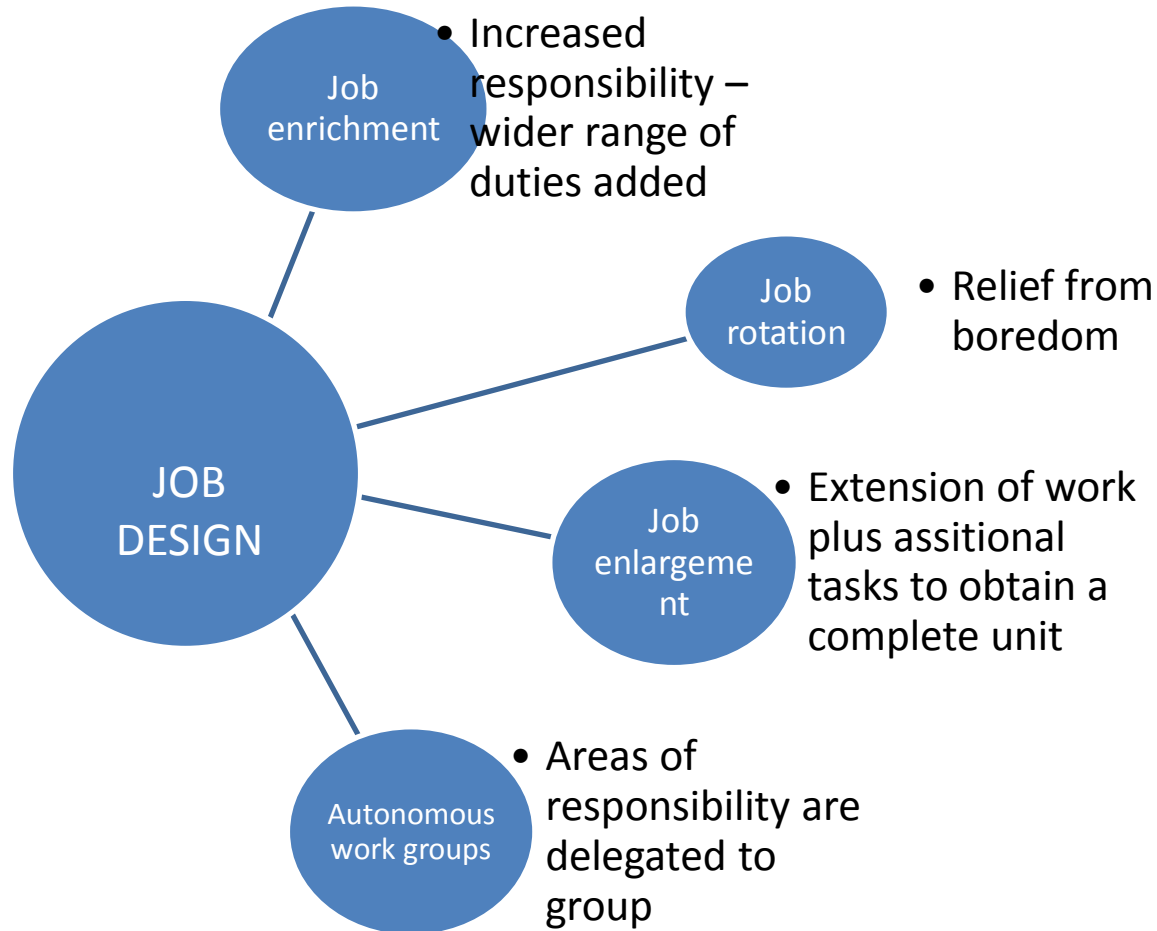 Job
enrichment
• Increased
responsibility –
wider range of
duties added
Job
rotation
• Relief from
boredom
JOB
DESIGN
Job
enlargeme
nt
• Extension of work
plus assitional
tasks to obtain a
complete unit
Autonomous
work groups
• Areas of
responsibility are
delegated to
group